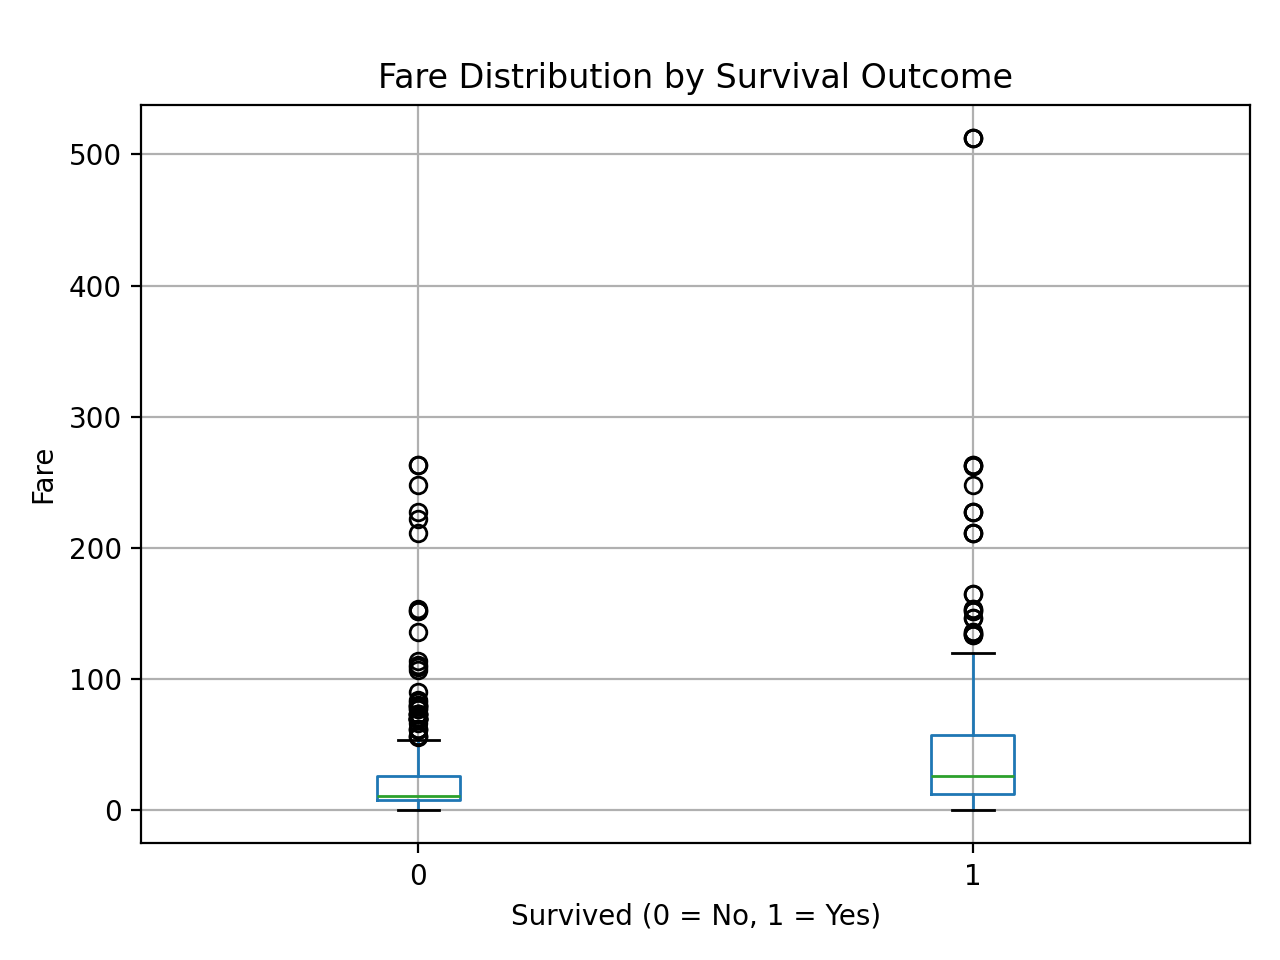 Fare Distribution by Survival Outcome
500
400
300
200
100
0
Fare
0 1
Survived (0 = No, 1 = Yes)